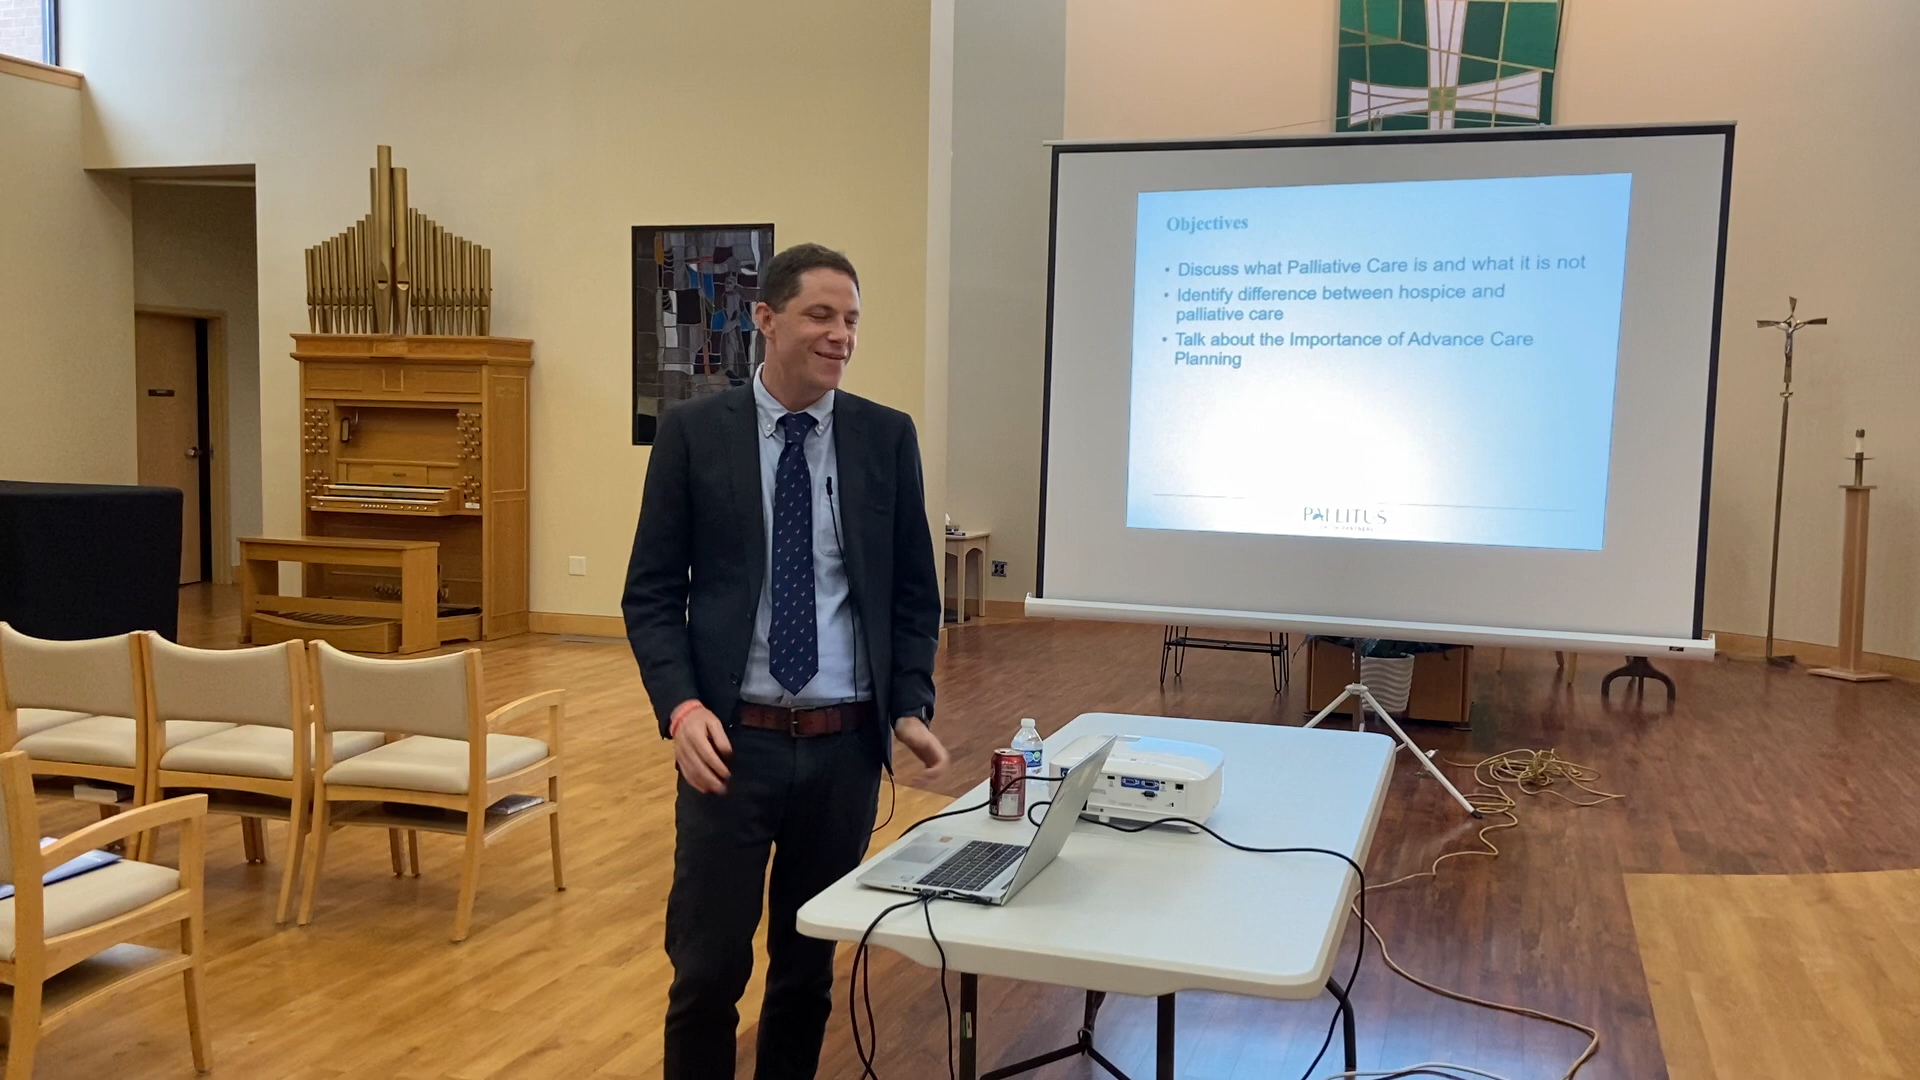 Objectives
• Discuss what Palliative Care is and what it is not
• Identify difference between hospice and
palliative care
• Talk about the Importance of Advance Care
Planning
PALLITUS